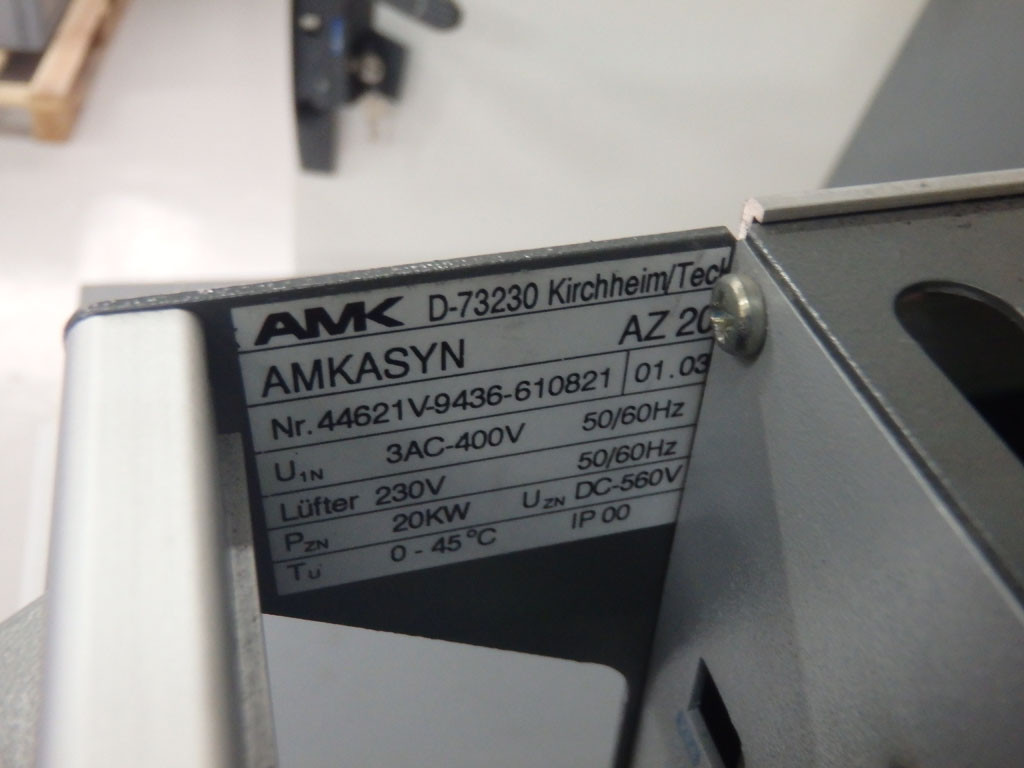 AMK D-73230 Kirchheim/Teck
AMKASYN AZ 20
Nr. 44621V-9436-610821 01.03
U1N 3AC-400V 50/60Hz
Lüfter 230V 50/60Hz
PZN 20KW UZN DC-560V
TU 0 - 45°C IP 00